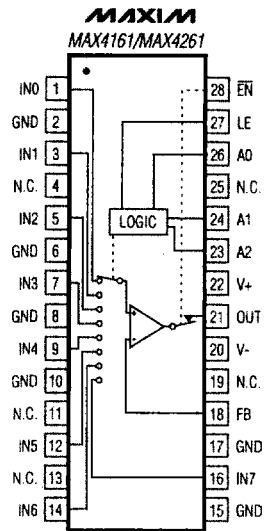 MAXIM
MAX4161/MAX4261
IN0 1
GND 2
IN1 3
N.C. 4
IN2 5
GND 6
IN3 7
GND 8
IN4 9
GND 10
N.C. 11
IN5 12
N.C. 13
IN6 14
LOGIC
28 EN
27 LE
26 A0
25 N.C.
24 A1
23 A2
22 V+
21 OUT
20 V-
19 N.C.
18 FB
17 GND
16 IN7
15 GND